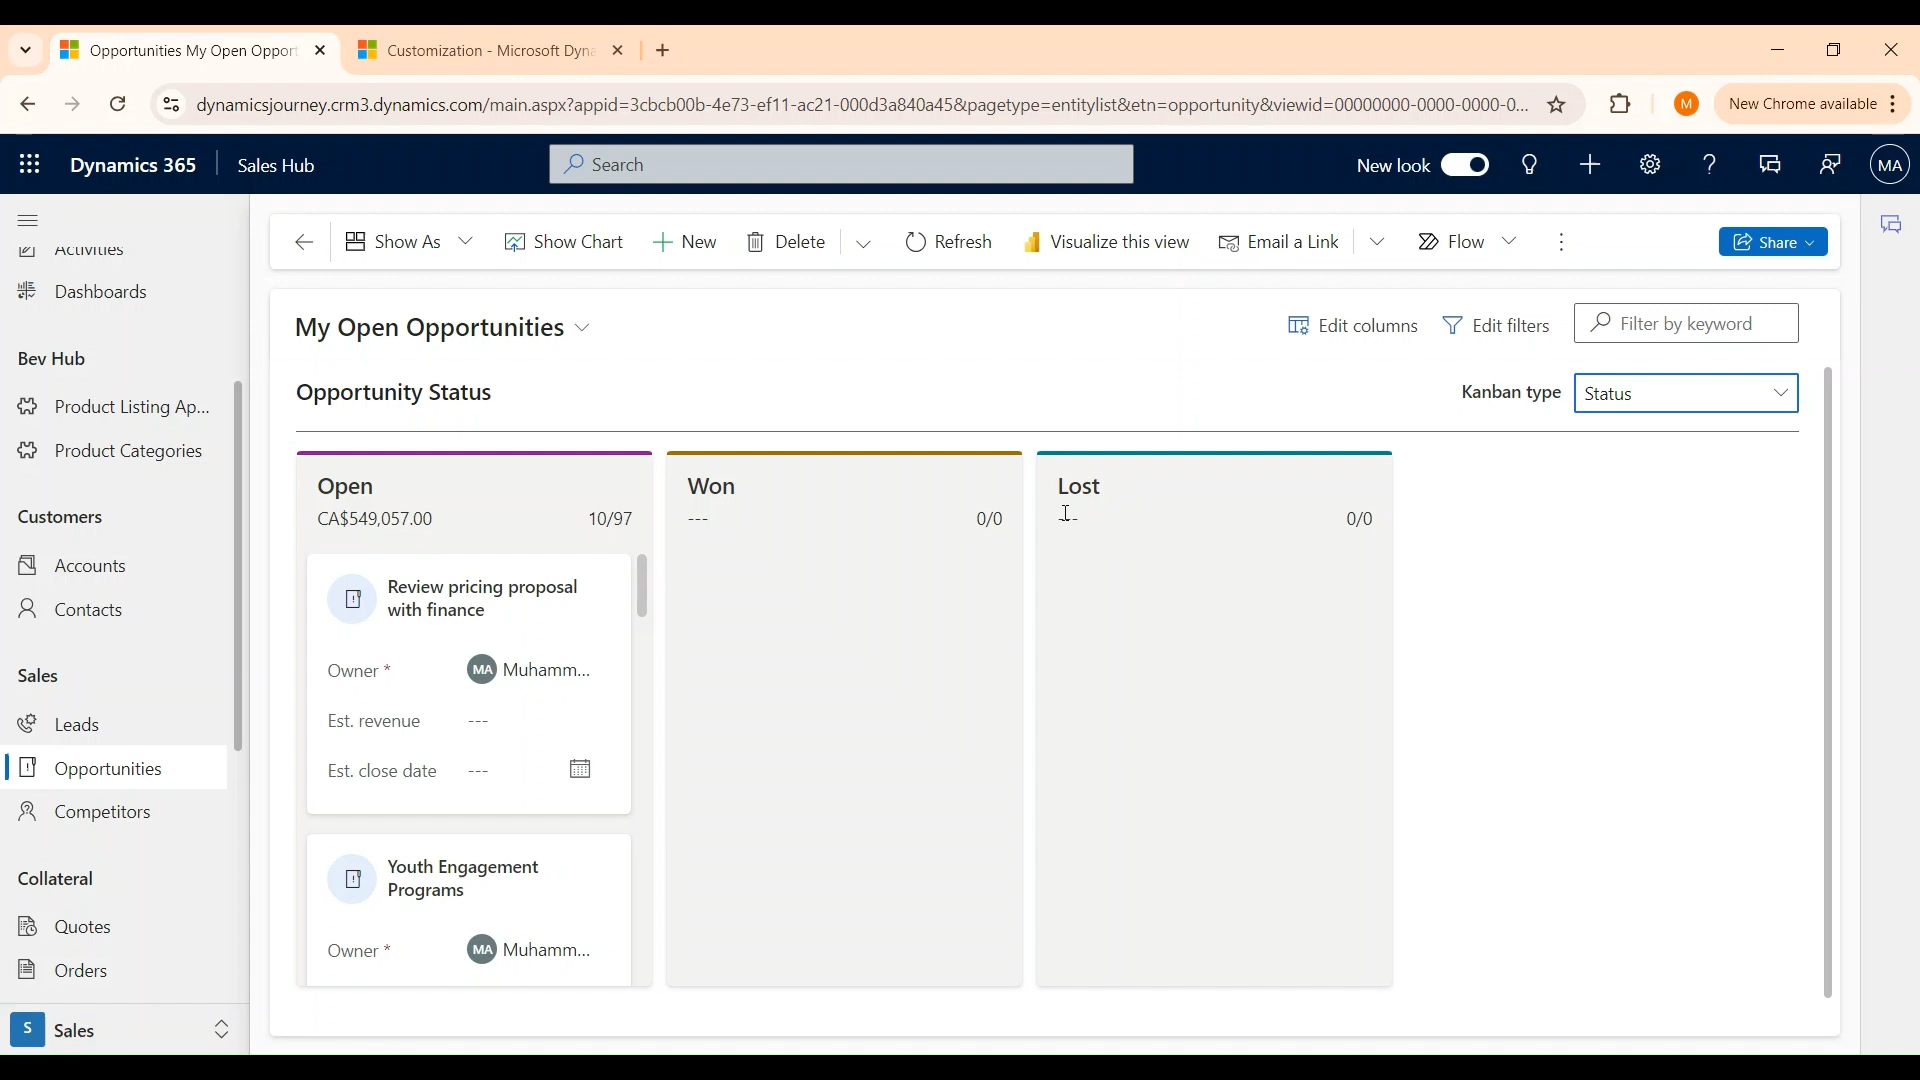 Opportunities My Open Opport
Customization - Microsoft Dyna
dynamicsjourney.crm3.dynamics.com/main.aspx?appid=3cbcb00b-4e73-ef11-ac21-000d3a840a45&pagetype=entitylist&etn=opportunity&viewid=00000000-0000-0000-0...
M
New Chrome available
Dynamics 365
Sales Hub
Search
New look
MA
Activities
Dashboards
Bev Hub
Product Listing Ap...
Product Categories
Customers
Accounts
Contacts
Sales
Leads
Opportunities
Competitors
Collateral
Quotes
Orders
S Sales
Show As
Show Chart
New
Delete
Refresh
Visualize this view
Email a Link
Flow
Share
My Open Opportunities
Edit columns
Edit filters
Filter by keyword
Opportunity Status
Kanban type
Status
Open
CA$549,057.00 10/97
Review pricing proposal
with finance
Owner * MA Muhamm...
Est. revenue ---
Est. close date ---
Youth Engagement
Programs
Owner * MA Muhamm...
Won
--- 0/0
Lost
--- 0/0